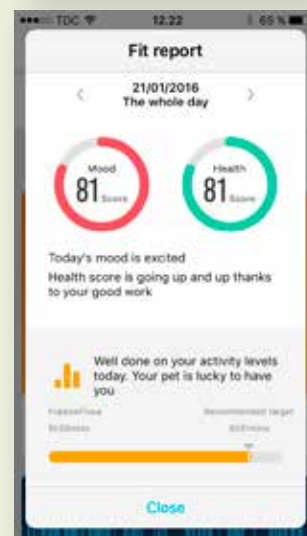 TDC 12.22 65 %
Fit report
21/01/2016
The whole day
Mood Health
81 Score 81 Score
Today's mood is excited
Health score is going up and up thanks
to your good work
Well done on your activity levels
today. Your pet is lucky to have
you
Recommended target
Close